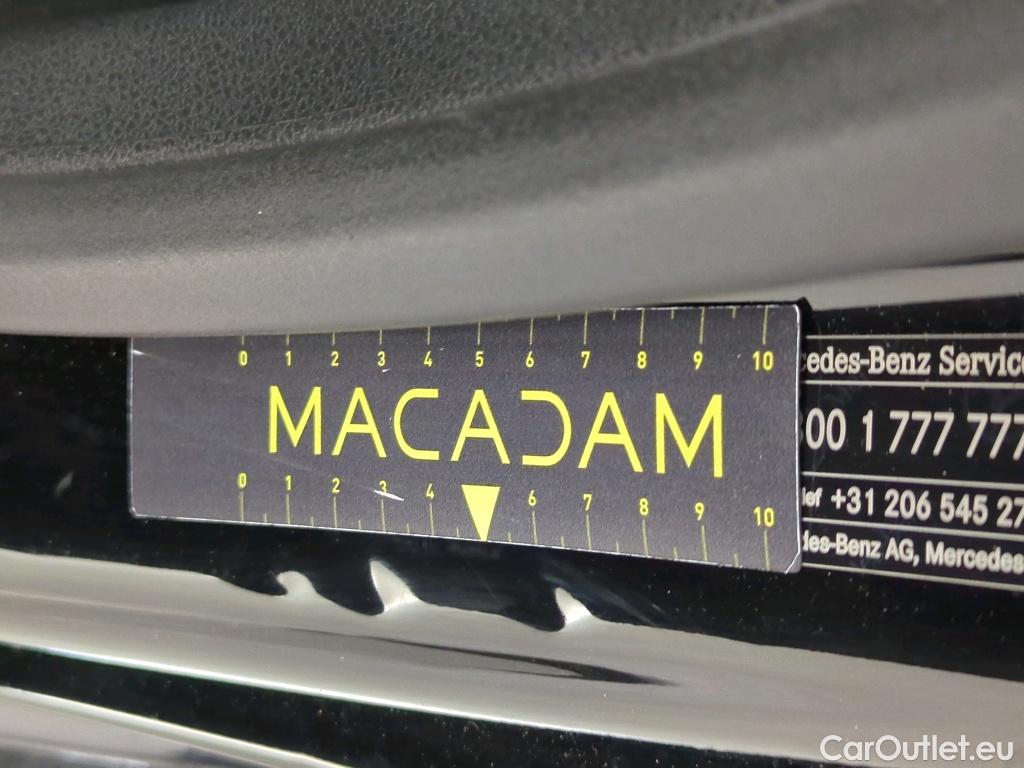 0 1 2 3 4 5 6 7 8 9 10
MACADAM
0 1 2 3 4 6 7 8 9 10
edes-Benz Service
00 1 777 777
+31 206 545 27
des-Benz AG, Mercedes
CarOutlet.eu